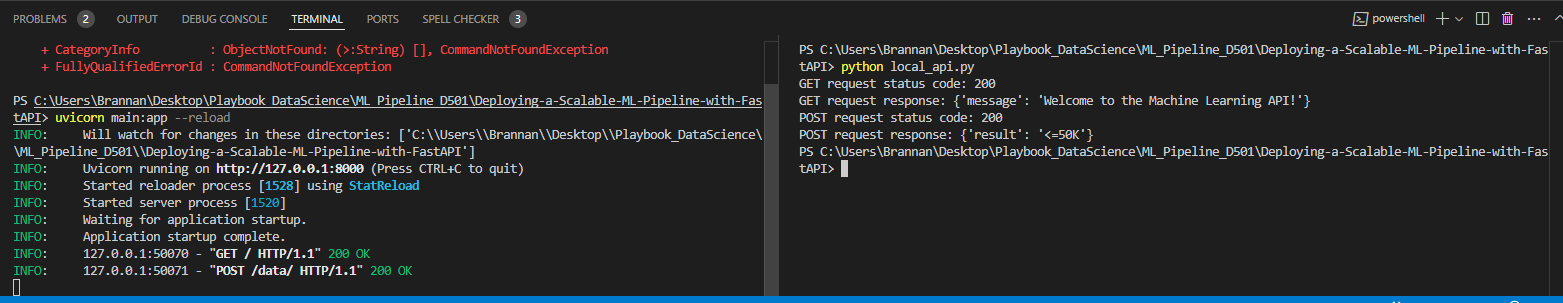 PROBLEMS 2 OUTPUT DEBUG CONSOLE TERMINAL PORTS SPELL CHECKER 3 powershell
+ CategoryInfo          : ObjectNotFound: (>:String) [], CommandNotFoundException
+ FullyQualifiedErrorId : CommandNotFoundException
PS C:\Users\Brannan\Desktop\Playbook_DataScience\ML_Pipeline_D501\Deploying-a-Scalable-ML-Pipeline-with-Fas
tAPI> uvicorn main:app --reload
INFO:     Will watch for changes in these directories: ['C:\\Users\\Brannan\\Desktop\\Playbook_DataScience\
\ML_Pipeline_D501\\Deploying-a-Scalable-ML-Pipeline-with-FastAPI']
INFO:     Uvicorn running on http://127.0.0.1:8000 (Press CTRL+C to quit)
INFO:     Started reloader process [1528] using StatReload
INFO:     Started server process [1520]
INFO:     Waiting for application startup.
INFO:     Application startup complete.
INFO:     127.0.0.1:50070 - "GET / HTTP/1.1" 200 OK
INFO:     127.0.0.1:50071 - "POST /data/ HTTP/1.1" 200 OK
PS C:\Users\Brannan\Desktop\Playbook_DataScience\ML_Pipeline_D501\Deploying-a-Scalable-ML-Pipeline-with-Fas
tAPI> python local_api.py
GET request status code: 200
GET request response: {'message': 'Welcome to the Machine Learning API!'}
POST request status code: 200
POST request response: {'result': '<=50K'}
PS C:\Users\Brannan\Desktop\Playbook_DataScience\ML_Pipeline_D501\Deploying-a-Scalable-ML-Pipeline-with-Fas
tAPI>